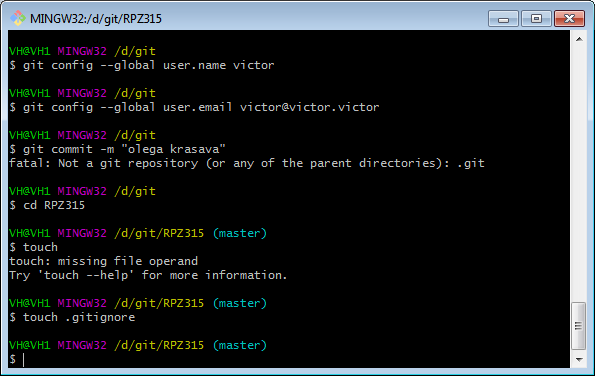 MINGW32:/d/git/RPZ315
VH@VH1 MINGW32 /d/git
$ git config --global user.name victor
VH@VH1 MINGW32 /d/git
$ git config --global user.email victor@victor.victor
VH@VH1 MINGW32 /d/git
$ git commit -m "olega krasava"
fatal: Not a git repository (or any of the parent directories): .git
VH@VH1 MINGW32 /d/git
$ cd RPZ315
VH@VH1 MINGW32 /d/git/RPZ315 (master)
$ touch
touch: missing file operand
Try 'touch --help' for more information.
VH@VH1 MINGW32 /d/git/RPZ315 (master)
$ touch .gitignore
VH@VH1 MINGW32 /d/git/RPZ315 (master)
$